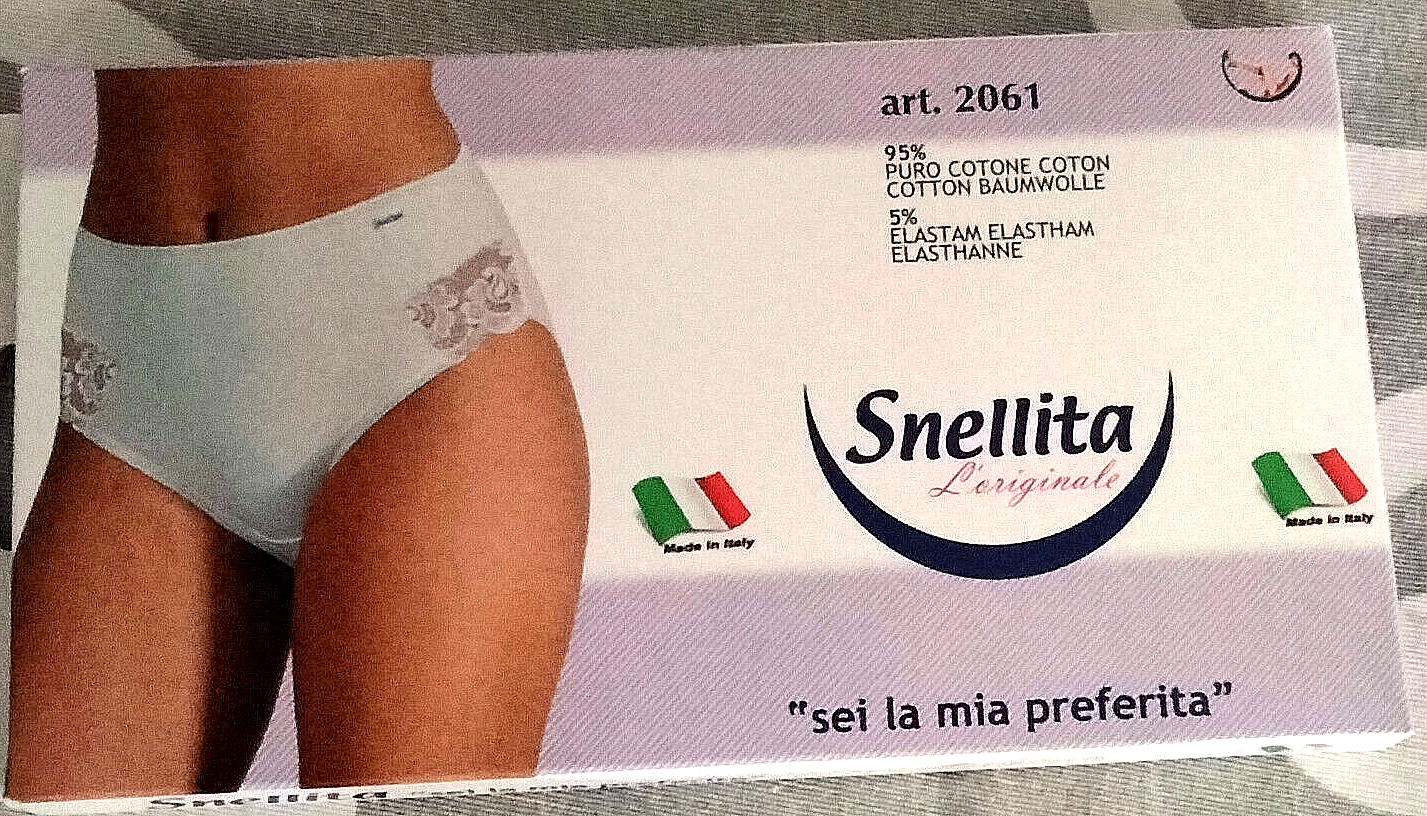 art. 2061
95%
PURO COTONE COTON
COTTON BAUMWOLLE
5%
ELASTAM ELASTHAM
ELASTHANNE
Snellita
L'originale
Made in Italy
Made in Italy
"sei la mia preferita"
Snellita